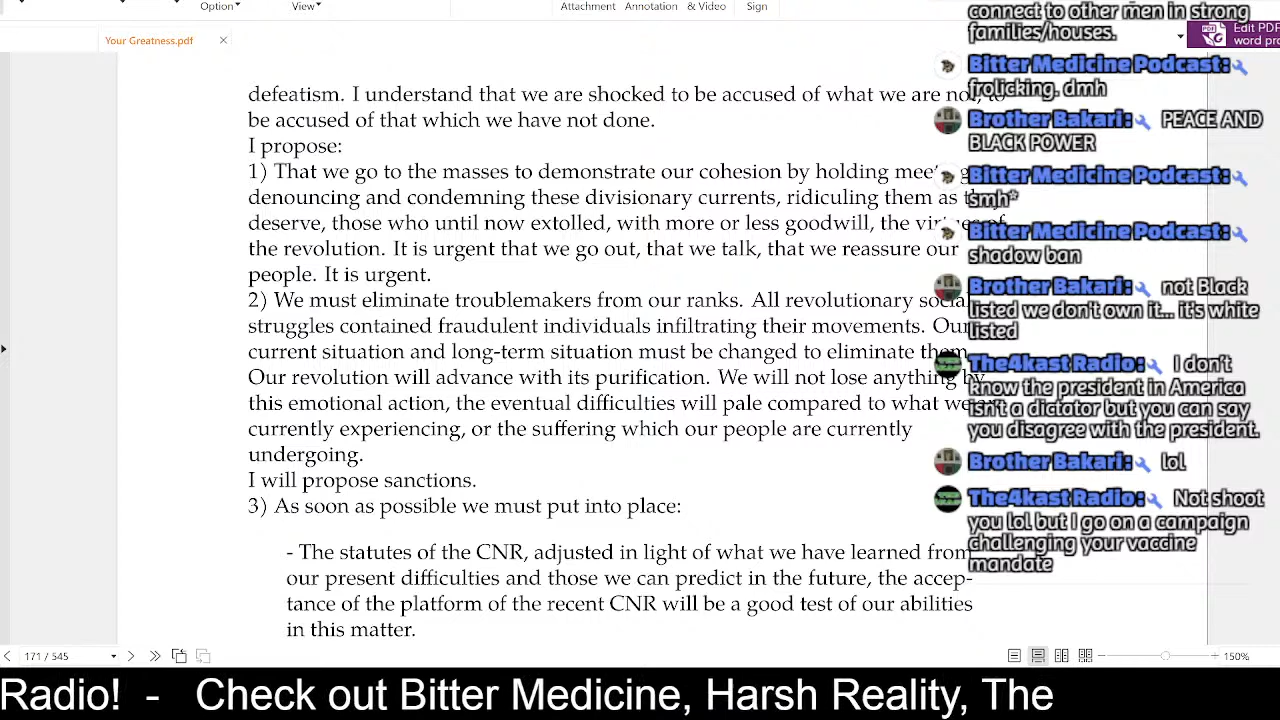 Option
View
Attachment
Annotation
& Video
Sign
Your Greatness.pdf
Edit PDF
word
defeatism. I understand that we are shocked to be accused of what we are not, to
be accused of that which we have not done.
I propose:
1) That we go to the masses to demonstrate our cohesion by holding
denouncing and condemning these divisionary currents, ridiculing them as they
deserve, those who until now extolled, with more or less goodwill, the virtues of
the revolution. It is urgent that we go out, that we talk, that we reassure our
people. It is urgent.
2) We must eliminate troublemakers from our ranks. All revolutionary social
struggles contained fraudulent individuals infiltrating their movements. Our
current situation and long-term situation must be changed to eliminate them.
Our revolution will advance with its purification. We will not lose anything by
this emotional action, the eventual difficulties will pale compared to what we
currently experiencing, or the suffering which our people are currently
undergoing.
I will propose sanctions.
3) As soon as possible we must put into place:
- The statutes of the CNR, adjusted in light of what we have learned from
our present difficulties and those we can predict in the future, the accep-
tance of the platform of the recent CNR will be a good test of our abilities
in this matter.
connect to other men in strong
families/houses.
Bitter Medicine Podcast:
frolicking. dmh
Brother Bakari: PEACE AND
BLACK POWER
Bitter Medicine Podcast:
smh*
Bitter Medicine Podcast:
shadow ban
Brother Bakari: not Black
listed we don't own it... it's white
listed
The4kast Radio: I don't
know the president in America
isn't a dictator but you can say
you disagree with the president.
Brother Bakari: lol
The4kast Radio: Not shoot
you lol but I go on a campaign
challenging your vaccine
mandate
171 / 545
150%
Radio! - Check out Bitter Medicine, Harsh Reality, The